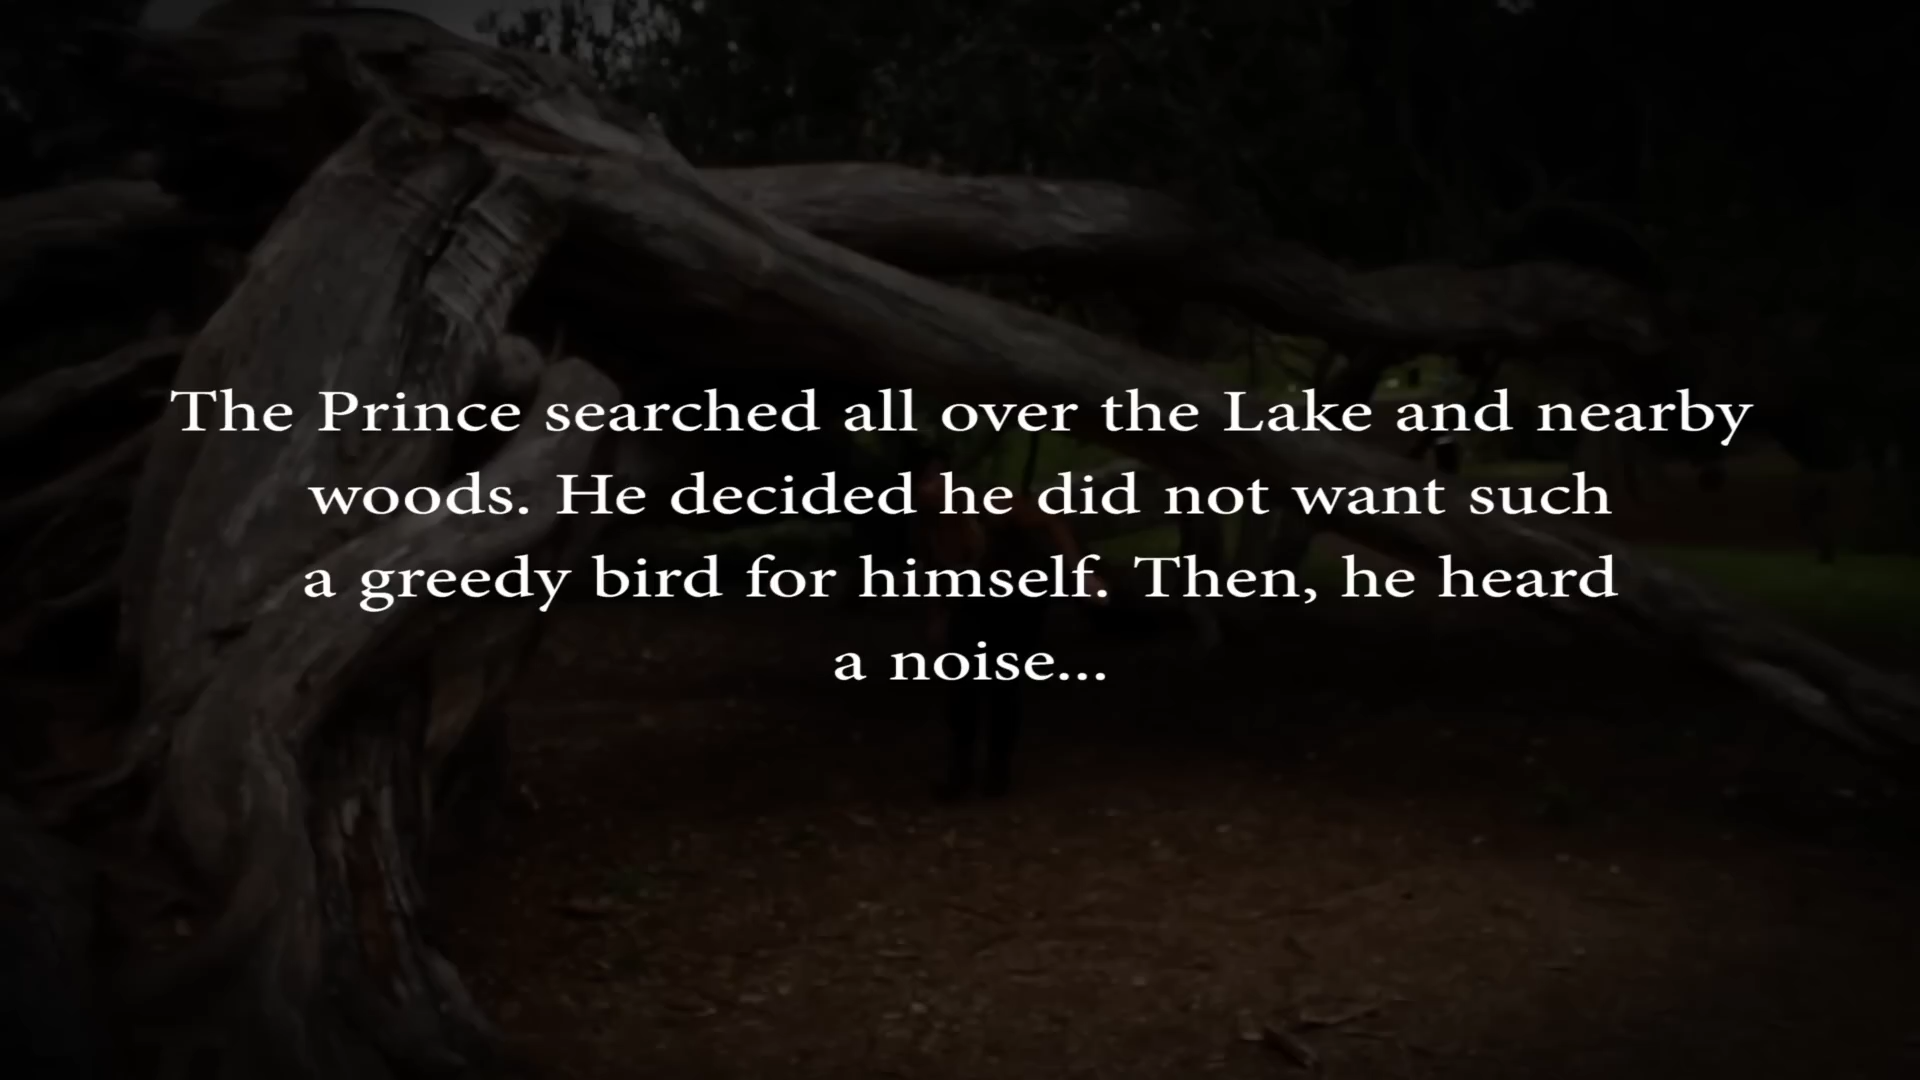 The Prince searched all over the Lake and nearby
woods. He decided he did not want such
a greedy bird for himself. Then, he heard
a noise...